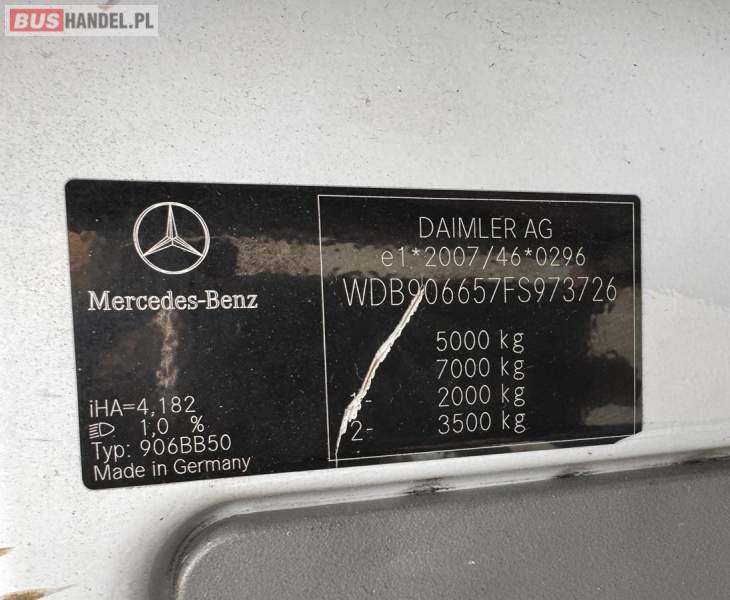 BUSHANDEL.PL
Mercedes-Benz
iHA=4,182
1,0 %
Typ: 906BB50
Made in Germany
DAIMLER AG
e1*2007/46*0296
WDB906657FS973726
5000 kg
7000 kg
1- 2000 kg
2- 3500 kg